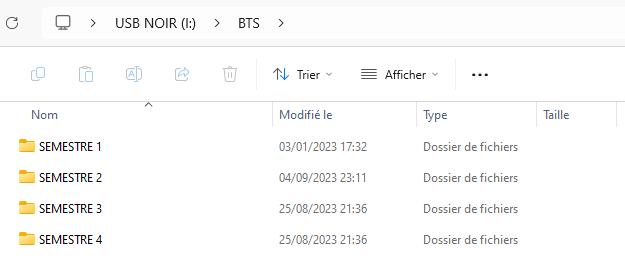 USB NOIR (I:) > BTS >
Trier Afficher ...
Nom Modifié le Type Taille
SEMESTRE 1 03/01/2023 17:32 Dossier de fichiers
SEMESTRE 2 04/09/2023 23:11 Dossier de fichiers
SEMESTRE 3 25/08/2023 21:36 Dossier de fichiers
SEMESTRE 4 25/08/2023 21:36 Dossier de fichiers